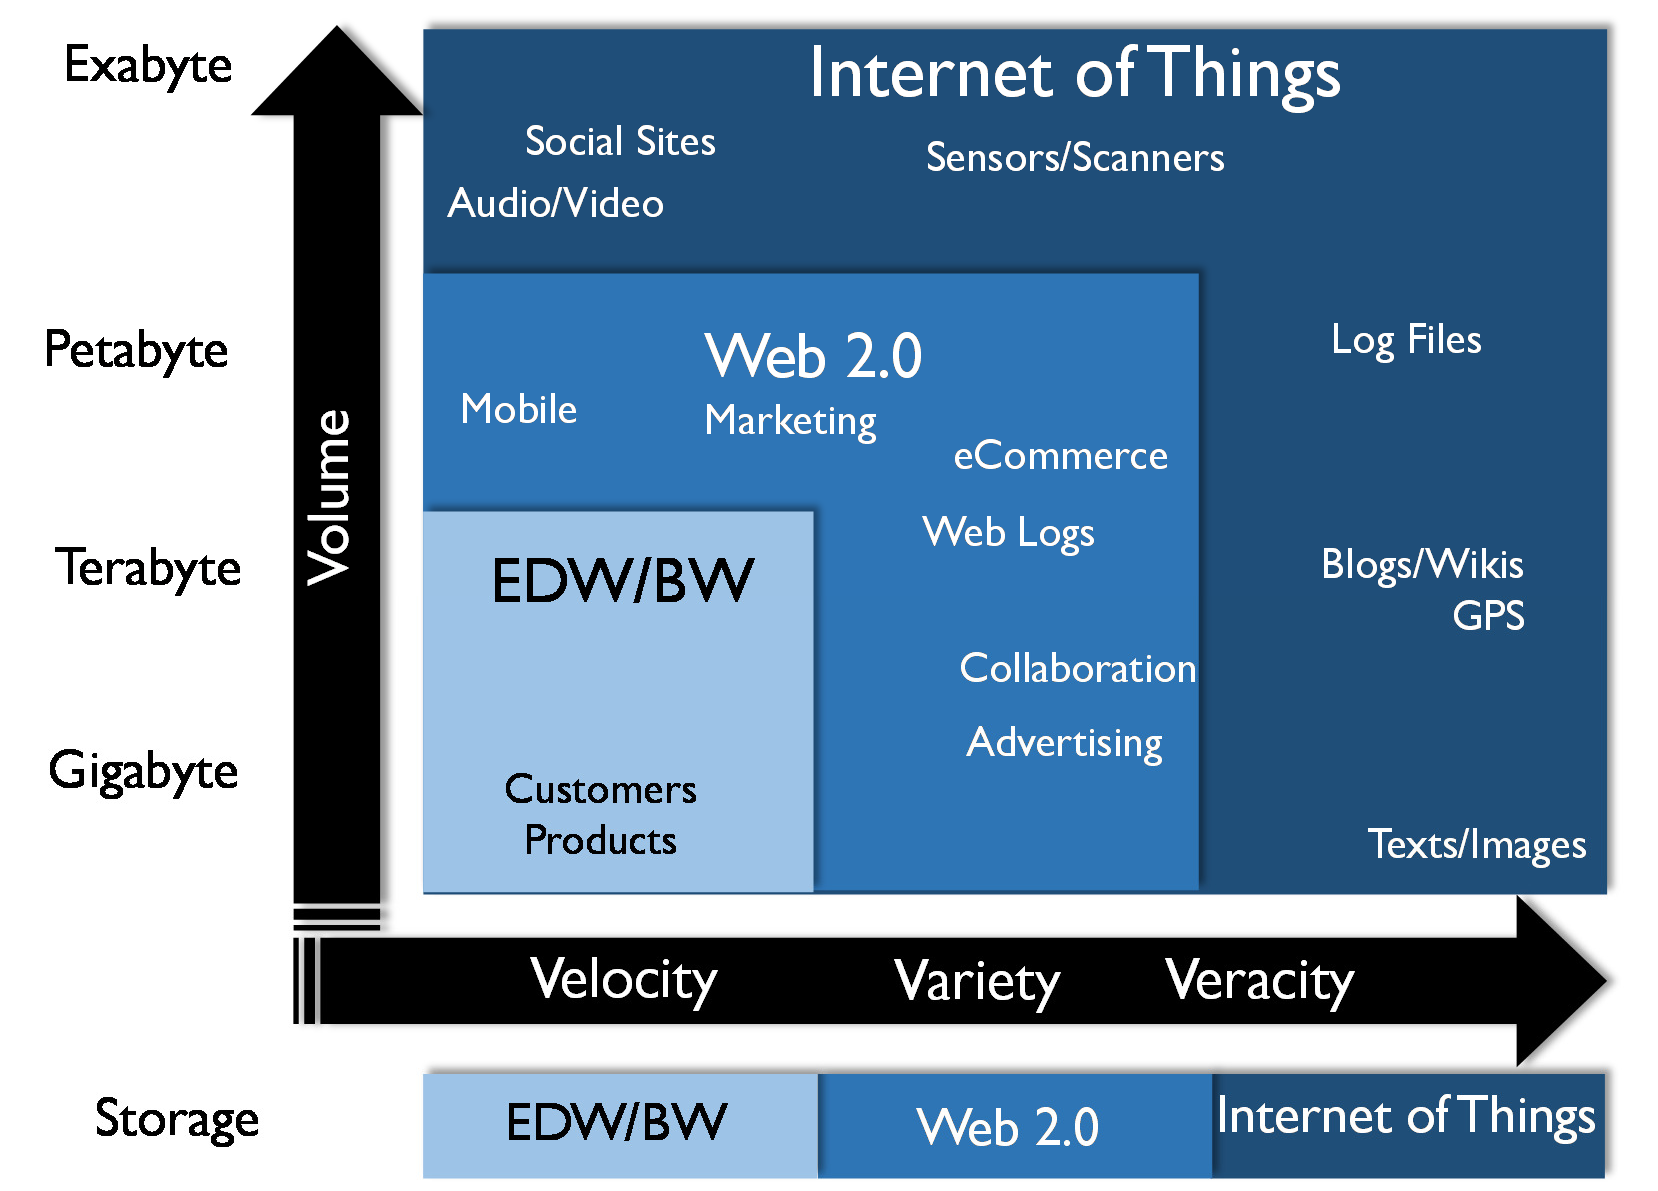 Exabyte
Internet of Things
Social Sites
Sensors/Scanners
Audio/Video
Petabyte
Web 2.0
Log Files
Mobile
Marketing
eCommerce
Volume
Web Logs
Terabyte
EDW/BW
Blogs/Wikis
GPS
Collaboration
Advertising
Gigabyte
Customers
Products
Texts/Images
Velocity
Variety
Veracity
Storage
EDW/BW
Web 2.0
Internet of Things